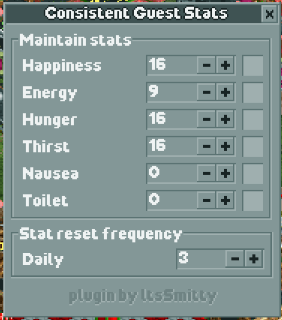 Consistent Guest Stats
Maintain stats
Happiness 16 - +
Energy 9 - +
Hunger 16 - +
Thirst 16 - +
Nausea 0 - +
Toilet 0 - +
Stat reset frequency
Daily 3 - +
plugin by ItsSmitty